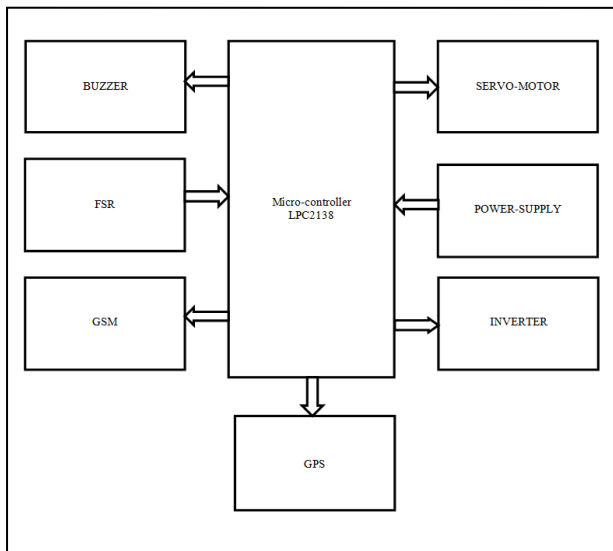 BUZZER
SERVO-MOTOR
FSR
Micro-controller
LPC2138
POWER-SUPPLY
GSM
INVERTER
GPS